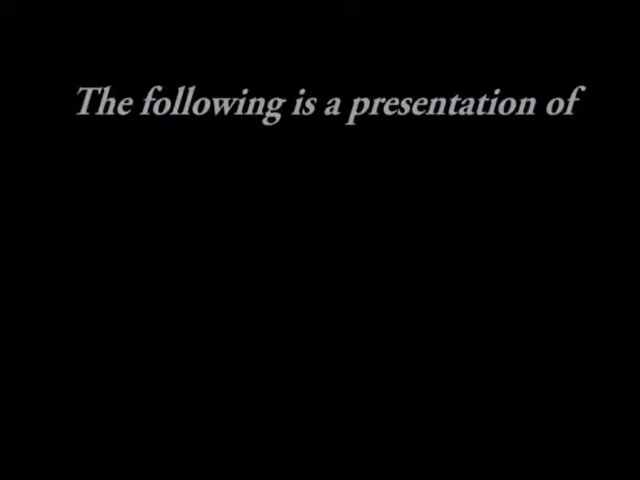 The following is a presentation of